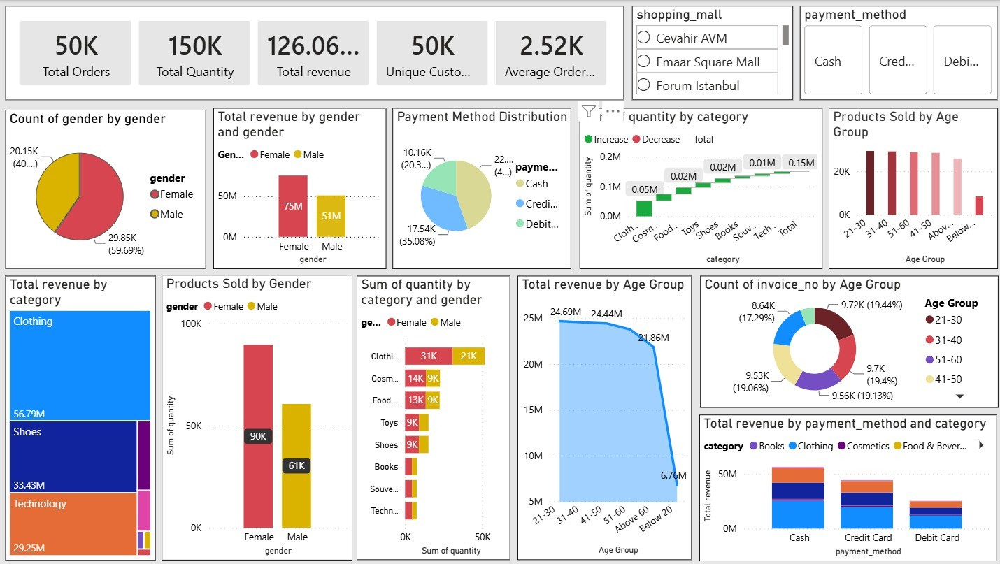 50K
Total Orders
150K
Total Quantity
126.06...
Total revenue
50K
Unique Custo...
2.52K
Average Order...
shopping_mall
Cevahir AVM
Emaar Square Mall
Forum Istanbul
payment_method
Cash
Cred...
Debi...
Count of gender by gender
20.15K
(40....)
29.85K
(59.69%)
gender
Female
Male
Total revenue by gender
and gender
Gen... Female Male
50M
0M
75M
51M
Female Male
gender
Payment Method Distribution
10.16K
(20.3...)
22....
(4...)
17.54K
(35.08%)
payme...
Cash
Credi...
Debit...
f quantity by category
Increase Decrease Total
Sum of quantity
0.2M
0.1M
0.0M
0.05M
0.02M
0.02M
0.01M
0.15M
Cloth...
Cosm...
Food...
Toys
Shoes
Books
Souv...
Tech...
Total
category
Products Sold by Age
Group
20K
0K
21-30
31-40
51-60
41-50
Abov...
Below...
Age Group
Total revenue by
category
Clothing
56.79M
Shoes
33.43M
Technology
29.25M
Products Sold by Gender
gender Female Male
Sum of quantity
100K
50K
0K
90K
61K
Female Male
gender
Sum of quantity by
category and gender
ge... Female Male
Clothi... 31K 21K
Cosm... 14K 9K
Food ... 13K 9K
Toys 9K
Shoes 9K
Books
Souve...
Techn...
0K 50K
Sum of quantity
Total revenue by Age Group
25M
20M
15M
10M
5M
24.69M
24.44M
21.86M
6.76M
21-30
31-40
41-50
51-60
Above 60
Below 20
Age Group
Count of invoice_no by Age Group
8.64K
(17.29%)
9.72K (19.44%)
9.7K
(19.4%)
9.53K
(19.06%)
9.56K (19.13%)
Age Group
21-30
31-40
51-60
41-50
Total revenue by payment_method and category
category Books Clothing Cosmetics Food & Bever...
Total revenue
50M
0M
Cash Credit Card Debit Card
payment_method